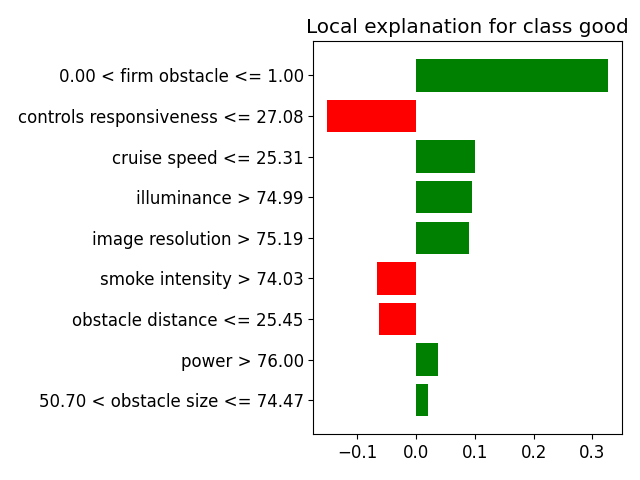 Local explanation for class good
0.00 < firm obstacle <= 1.00
controls responsiveness <= 27.08
cruise speed <= 25.31
illuminance > 74.99
image resolution > 75.19
smoke intensity > 74.03
obstacle distance <= 25.45
power > 76.00
50.70 < obstacle size <= 74.47
−0.1 0.0 0.1 0.2 0.3